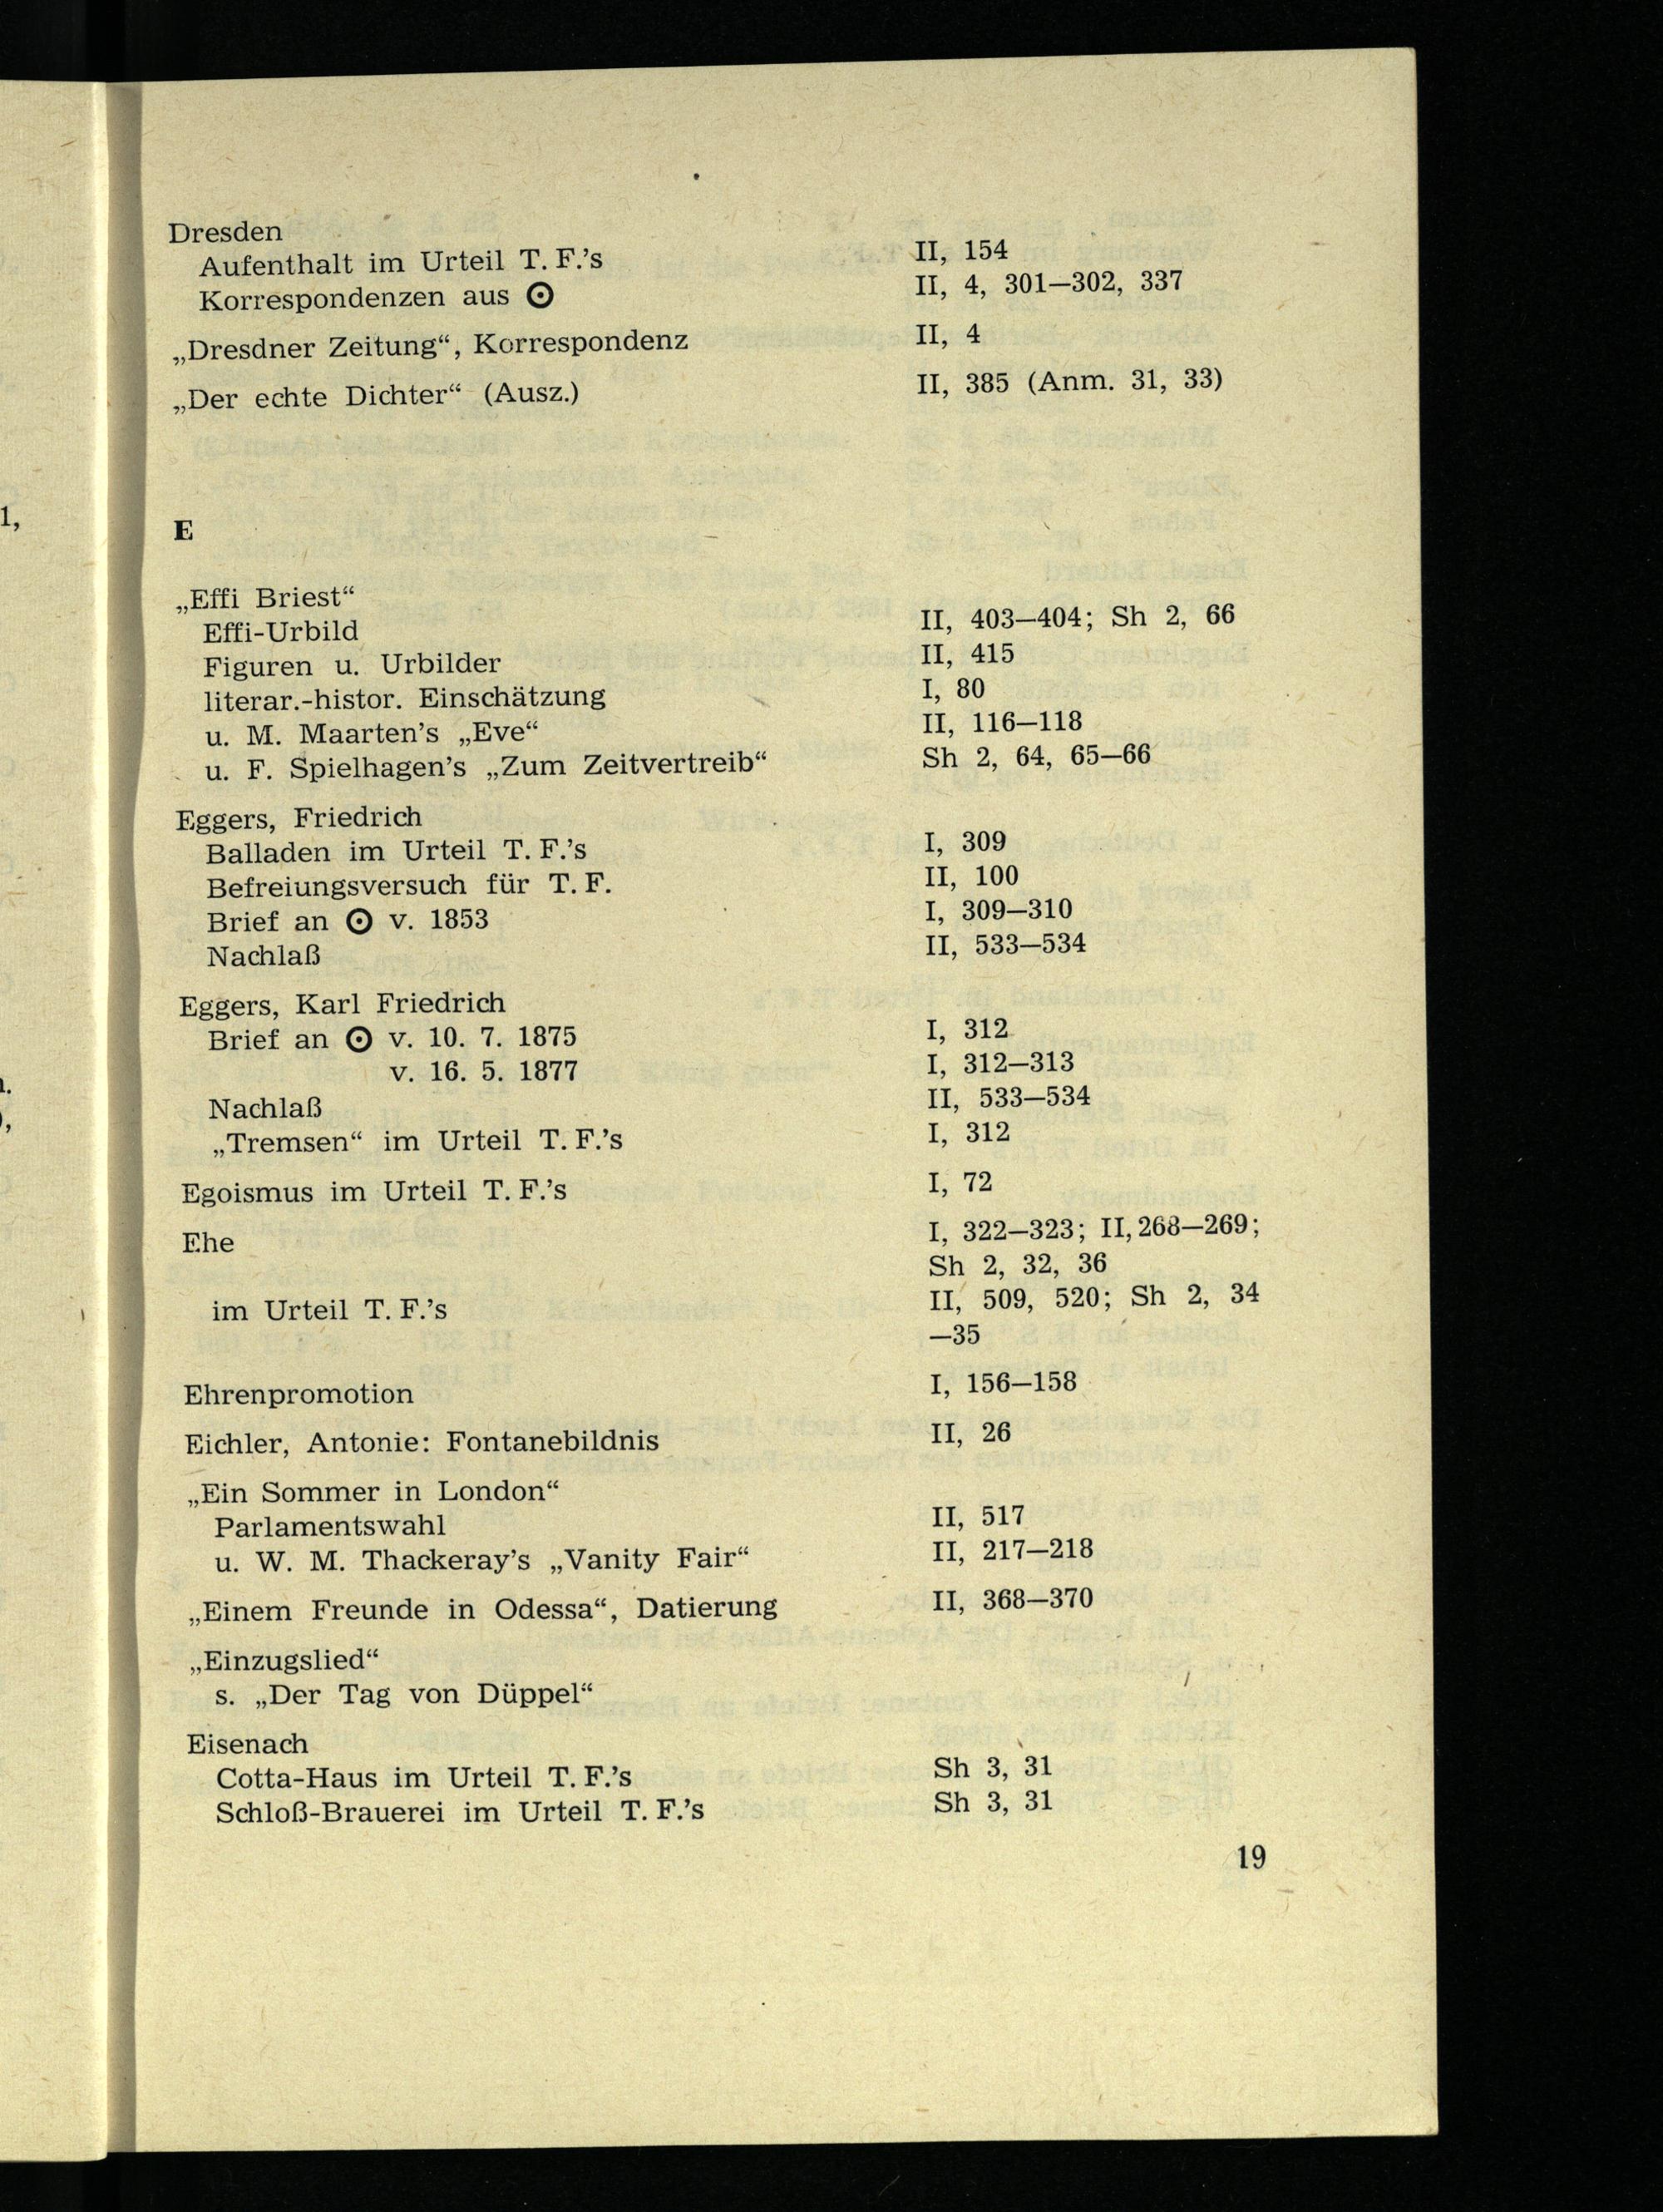 Dresden
Aufenthalt im Urteil T. F.'s II, 154
Korrespondenzen aus ⊙ II, 4, 301—302, 337
„Dresdner Zeitung“, Korrespondenz II, 4
„Der echte Dichter“ (Ausz.) II, 385 (Anm. 31, 33)
E
„Effi Briest“
Effi-Urbild II, 403—404; Sh 2, 66
Figuren u. Urbilder II, 415
literar.-histor. Einschätzung I, 80
u. M. Maarten's „Eve“ II, 116—118
u. F. Spielhagen's „Zum Zeitvertreib“ Sh 2, 64, 65—66
Eggers, Friedrich
Balladen im Urteil T. F.'s I, 309
Befreiungsversuch für T. F. II, 100
Brief an ⊙ v. 1853 I, 309—310
Nachlaß II, 533—534
Eggers, Karl Friedrich
Brief an ⊙ v. 10. 7. 1875 I, 312
v. 16. 5. 1877 I, 312—313
Nachlaß II, 533—534
„Tremsen“ im Urteil T. F.'s I, 312
Egoismus im Urteil T. F.'s I, 72
Ehe I, 322—323; II, 268—269;
Sh 2, 32, 36
im Urteil T. F.'s II, 509, 520; Sh 2, 34
—35
Ehrenpromotion I, 156—158
Eichler, Antonie: Fontanebildnis II, 26
„Ein Sommer in London“
Parlamentswahl II, 517
u. W. M. Thackeray's „Vanity Fair“ II, 217—218
„Einem Freunde in Odessa“, Datierung II, 368—370
„Einzugslied“
s. „Der Tag von Düppel“
Eisenach
Cotta-Haus im Urteil T. F.'s Sh 3, 31
Schloß-Brauerei im Urteil T. F.'s Sh 3, 31
19